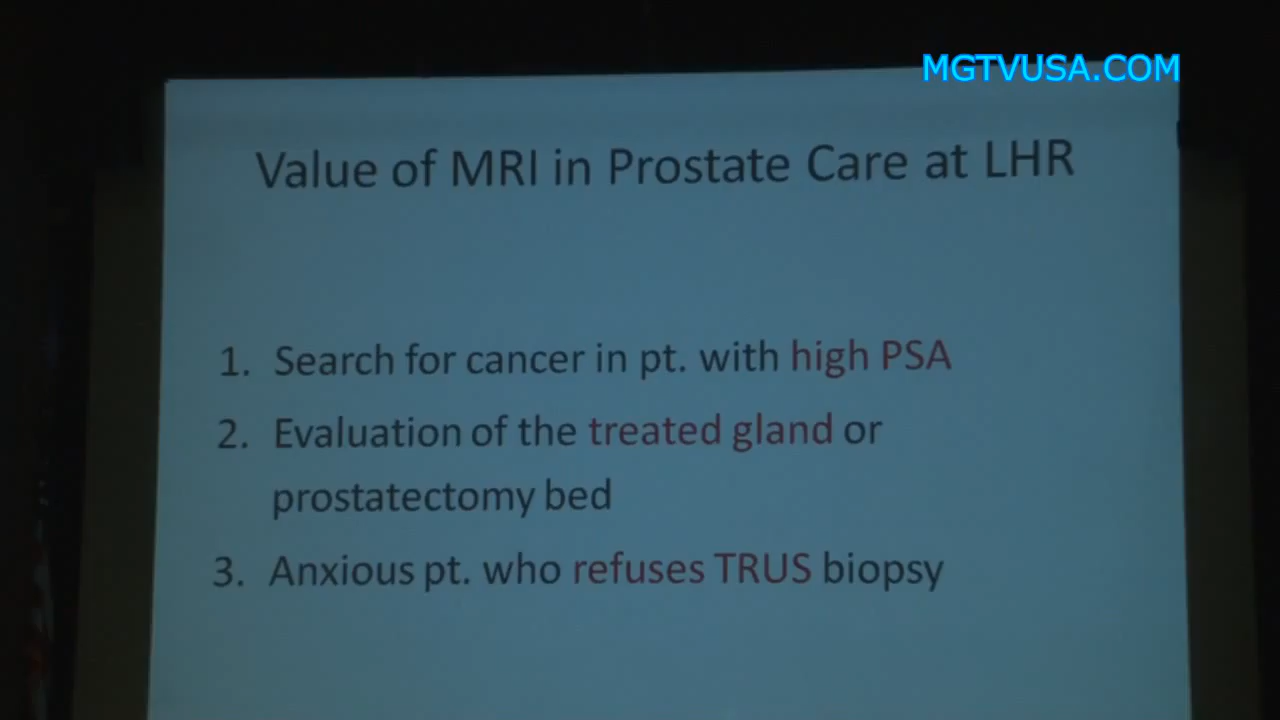 MGTVUSA.COM
Value of MRI in Prostate Care at LHR
1. Search for cancer in pt. with high PSA
2. Evaluation of the treated gland or
prostatectomy bed
3. Anxious pt. who refuses TRUS biopsy